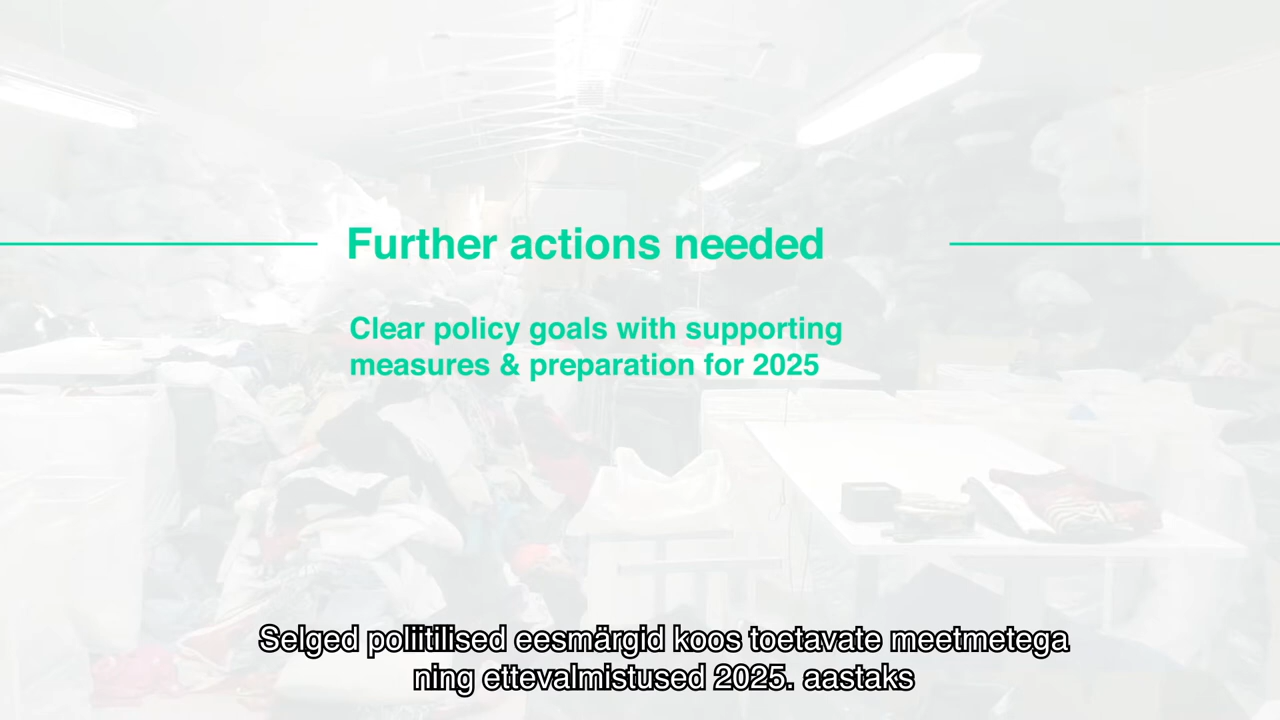 Further actions needed
Clear policy goals with supporting
measures & preparation for 2025
Selged poliitilised eesmärgid koos toetavate meetmetega
ning ettevalmistused 2025. aastaks